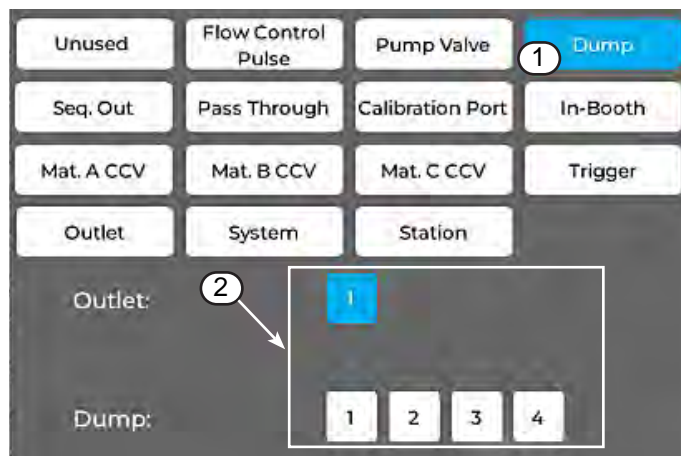 Unused
Flow Control
Pulse
Pump Valve
1
Dump
Seq. Out
Pass Through
Calibration Port
In-Booth
Mat. A CCV
Mat. B CCV
Mat. C CCV
Trigger
Outlet
System
Station
Outlet:
2
1
Dump:
1
2
3
4